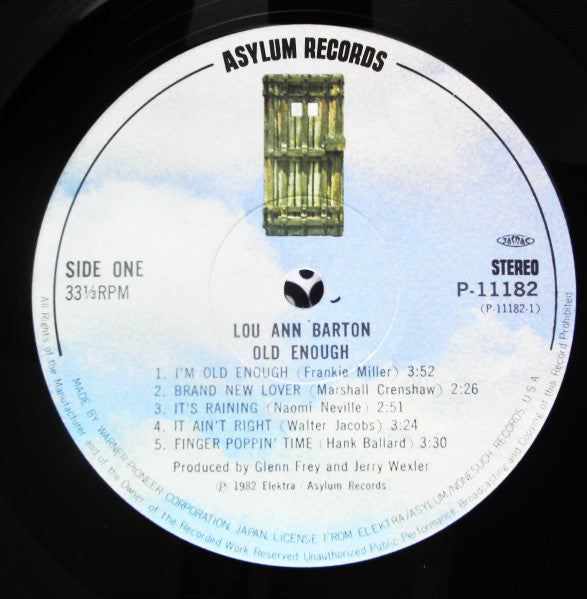 ASYLUM RECORDS
JASRAC
SIDE ONE
33⅓RPM
STEREO
P-11182
(P-11182-1)
LOU ANN BARTON
OLD ENOUGH
1. I'M OLD ENOUGH (Frankie Miller) 3:52
2. BRAND NEW LOVER (Marshall Crenshaw) 2:26
3. IT'S RAINING (Naomi Neville) 2:51
4. IT AIN'T RIGHT (Walter Jacobs) 3:24
5. FINGER POPPIN' TIME (Hank Ballard) 3:30
Produced by Glenn Frey and Jerry Wexler
℗ 1982 Elektra / Asylum Records
MADE BY WARNER-PIONEER CORPORATION, JAPAN/LICENSE FROM ELEKTRA/ASYLUM/NONESUCH RECORDS U.S.A.
All Rights of the Manufacturer and of the Owner of the Recorded Work Reserved Unauthorized Public Performance, Broadcasting and Copying of this Record Prohibited